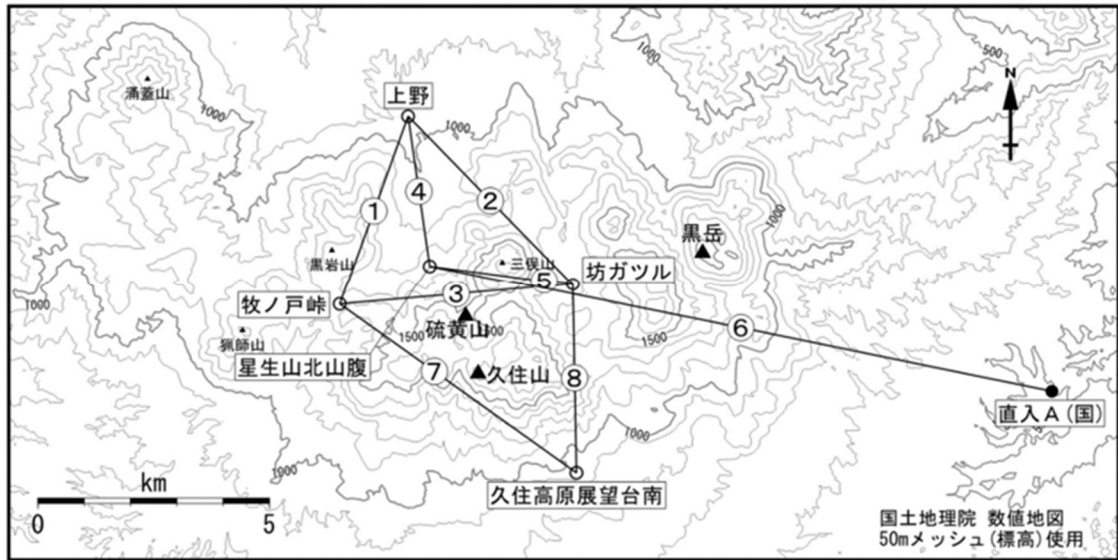 涌蓋山
1000
上野
1000
1000
500
N
④
②
①
黒岳
1000
黒岩山
三俣山
坊ガツル
⑤
③
牧ノ戸峠
1000
硫黄山
⑥
1500
1500
猟師山
星生山北山腹
⑦
久住山
⑧
直入A(国)
1000
1000
久住高原展望台南
km
0
5
国土地理院 数値地図
50mメッシュ(標高)使用